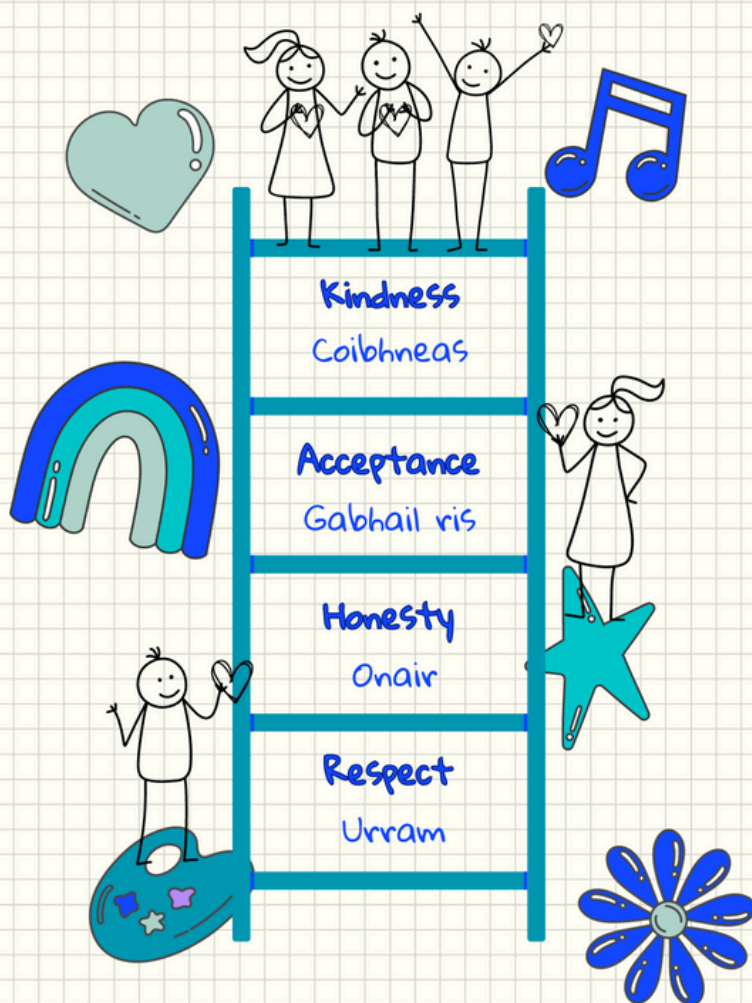 Kindness
Coibhneas
Acceptance
Gabhail ris
Honesty
Onair
Respect
Urram